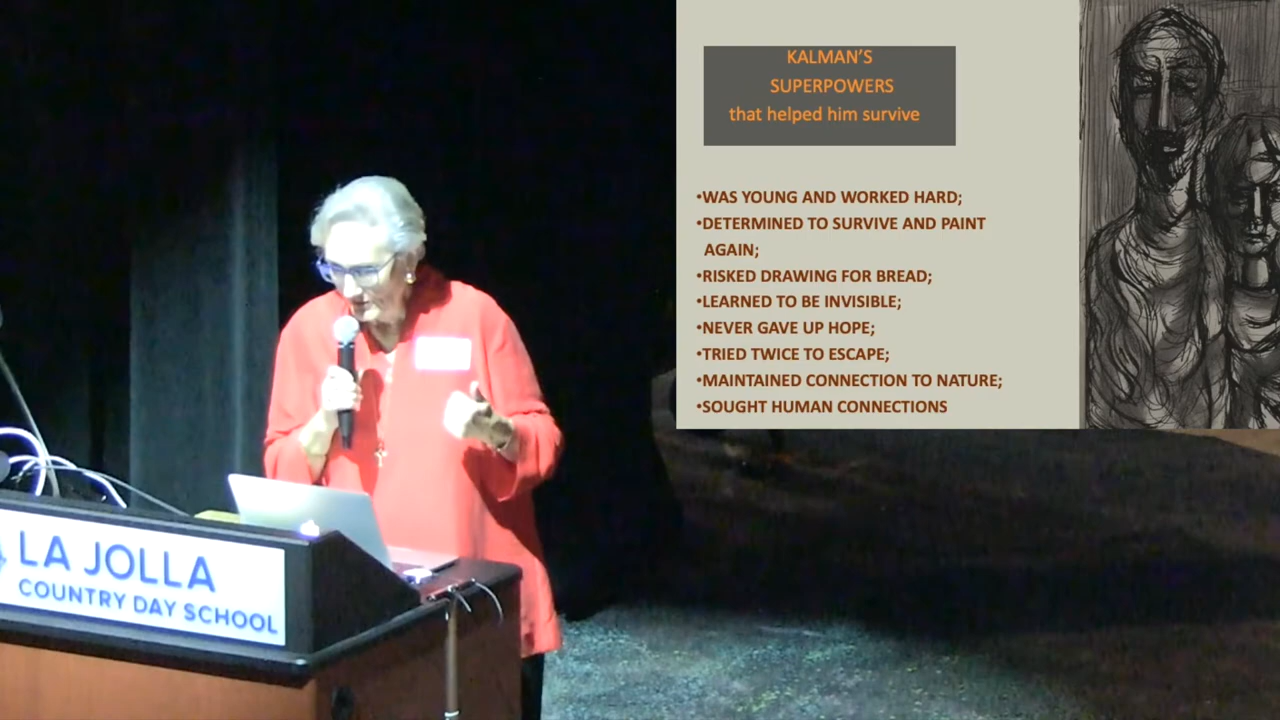 KALMAN'S
SUPERPOWERS
that helped him survive
•WAS YOUNG AND WORKED HARD;
•DETERMINED TO SURVIVE AND PAINT
AGAIN;
•RISKED DRAWING FOR BREAD;
•LEARNED TO BE INVISIBLE;
•NEVER GAVE UP HOPE;
•TRIED TWICE TO ESCAPE;
•MAINTAINED CONNECTION TO NATURE;
•SOUGHT HUMAN CONNECTIONS
LA JOLLA
COUNTRY DAY SCHOOL